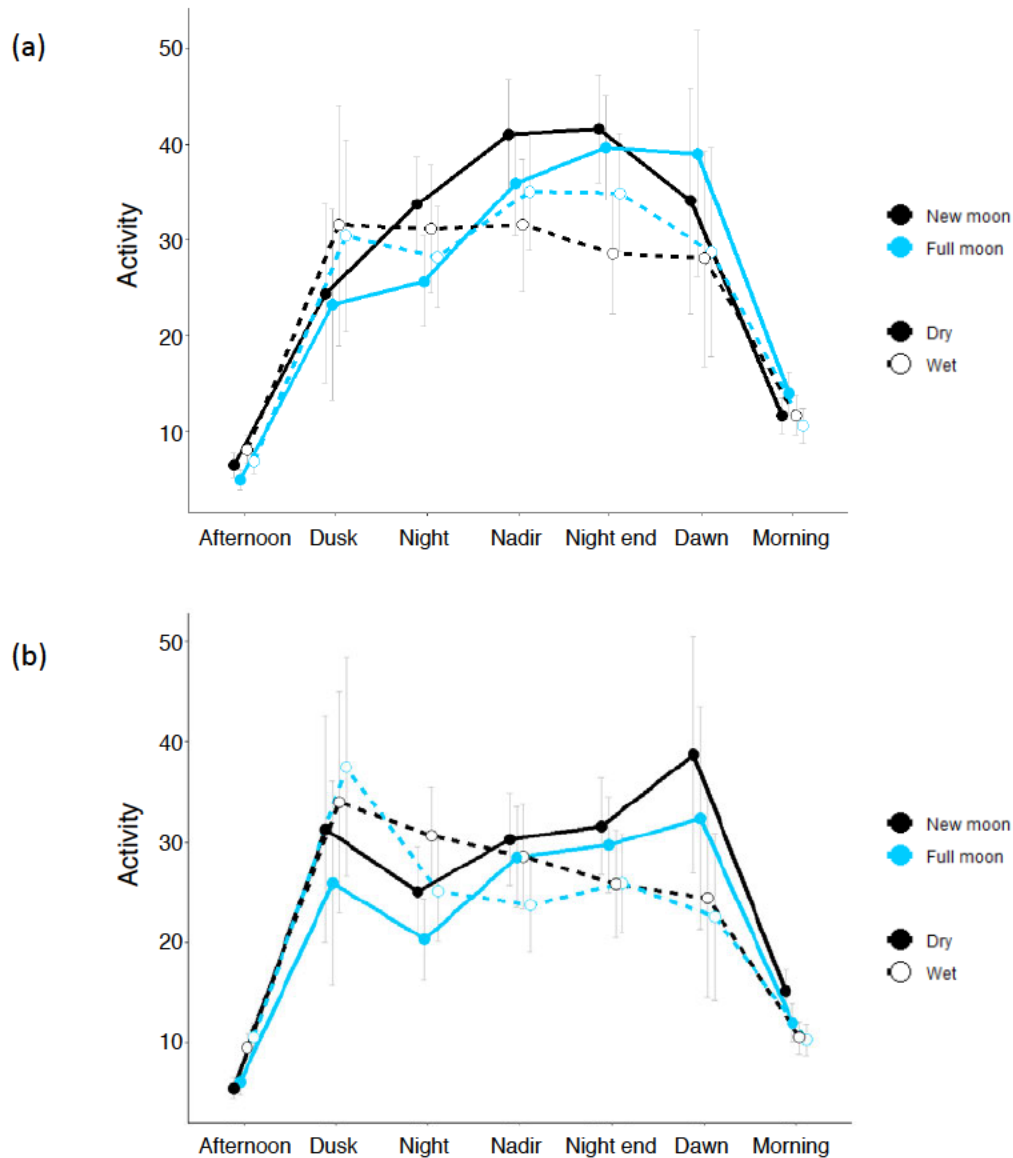 (a)
50
40
30
20
10
Activity
Afternoon Dusk Night Nadir Night end Dawn Morning
New moon
Full moon
Dry
Wet
(b)
50
40
30
20
10
Activity
Afternoon Dusk Night Nadir Night end Dawn Morning
New moon
Full moon
Dry
Wet